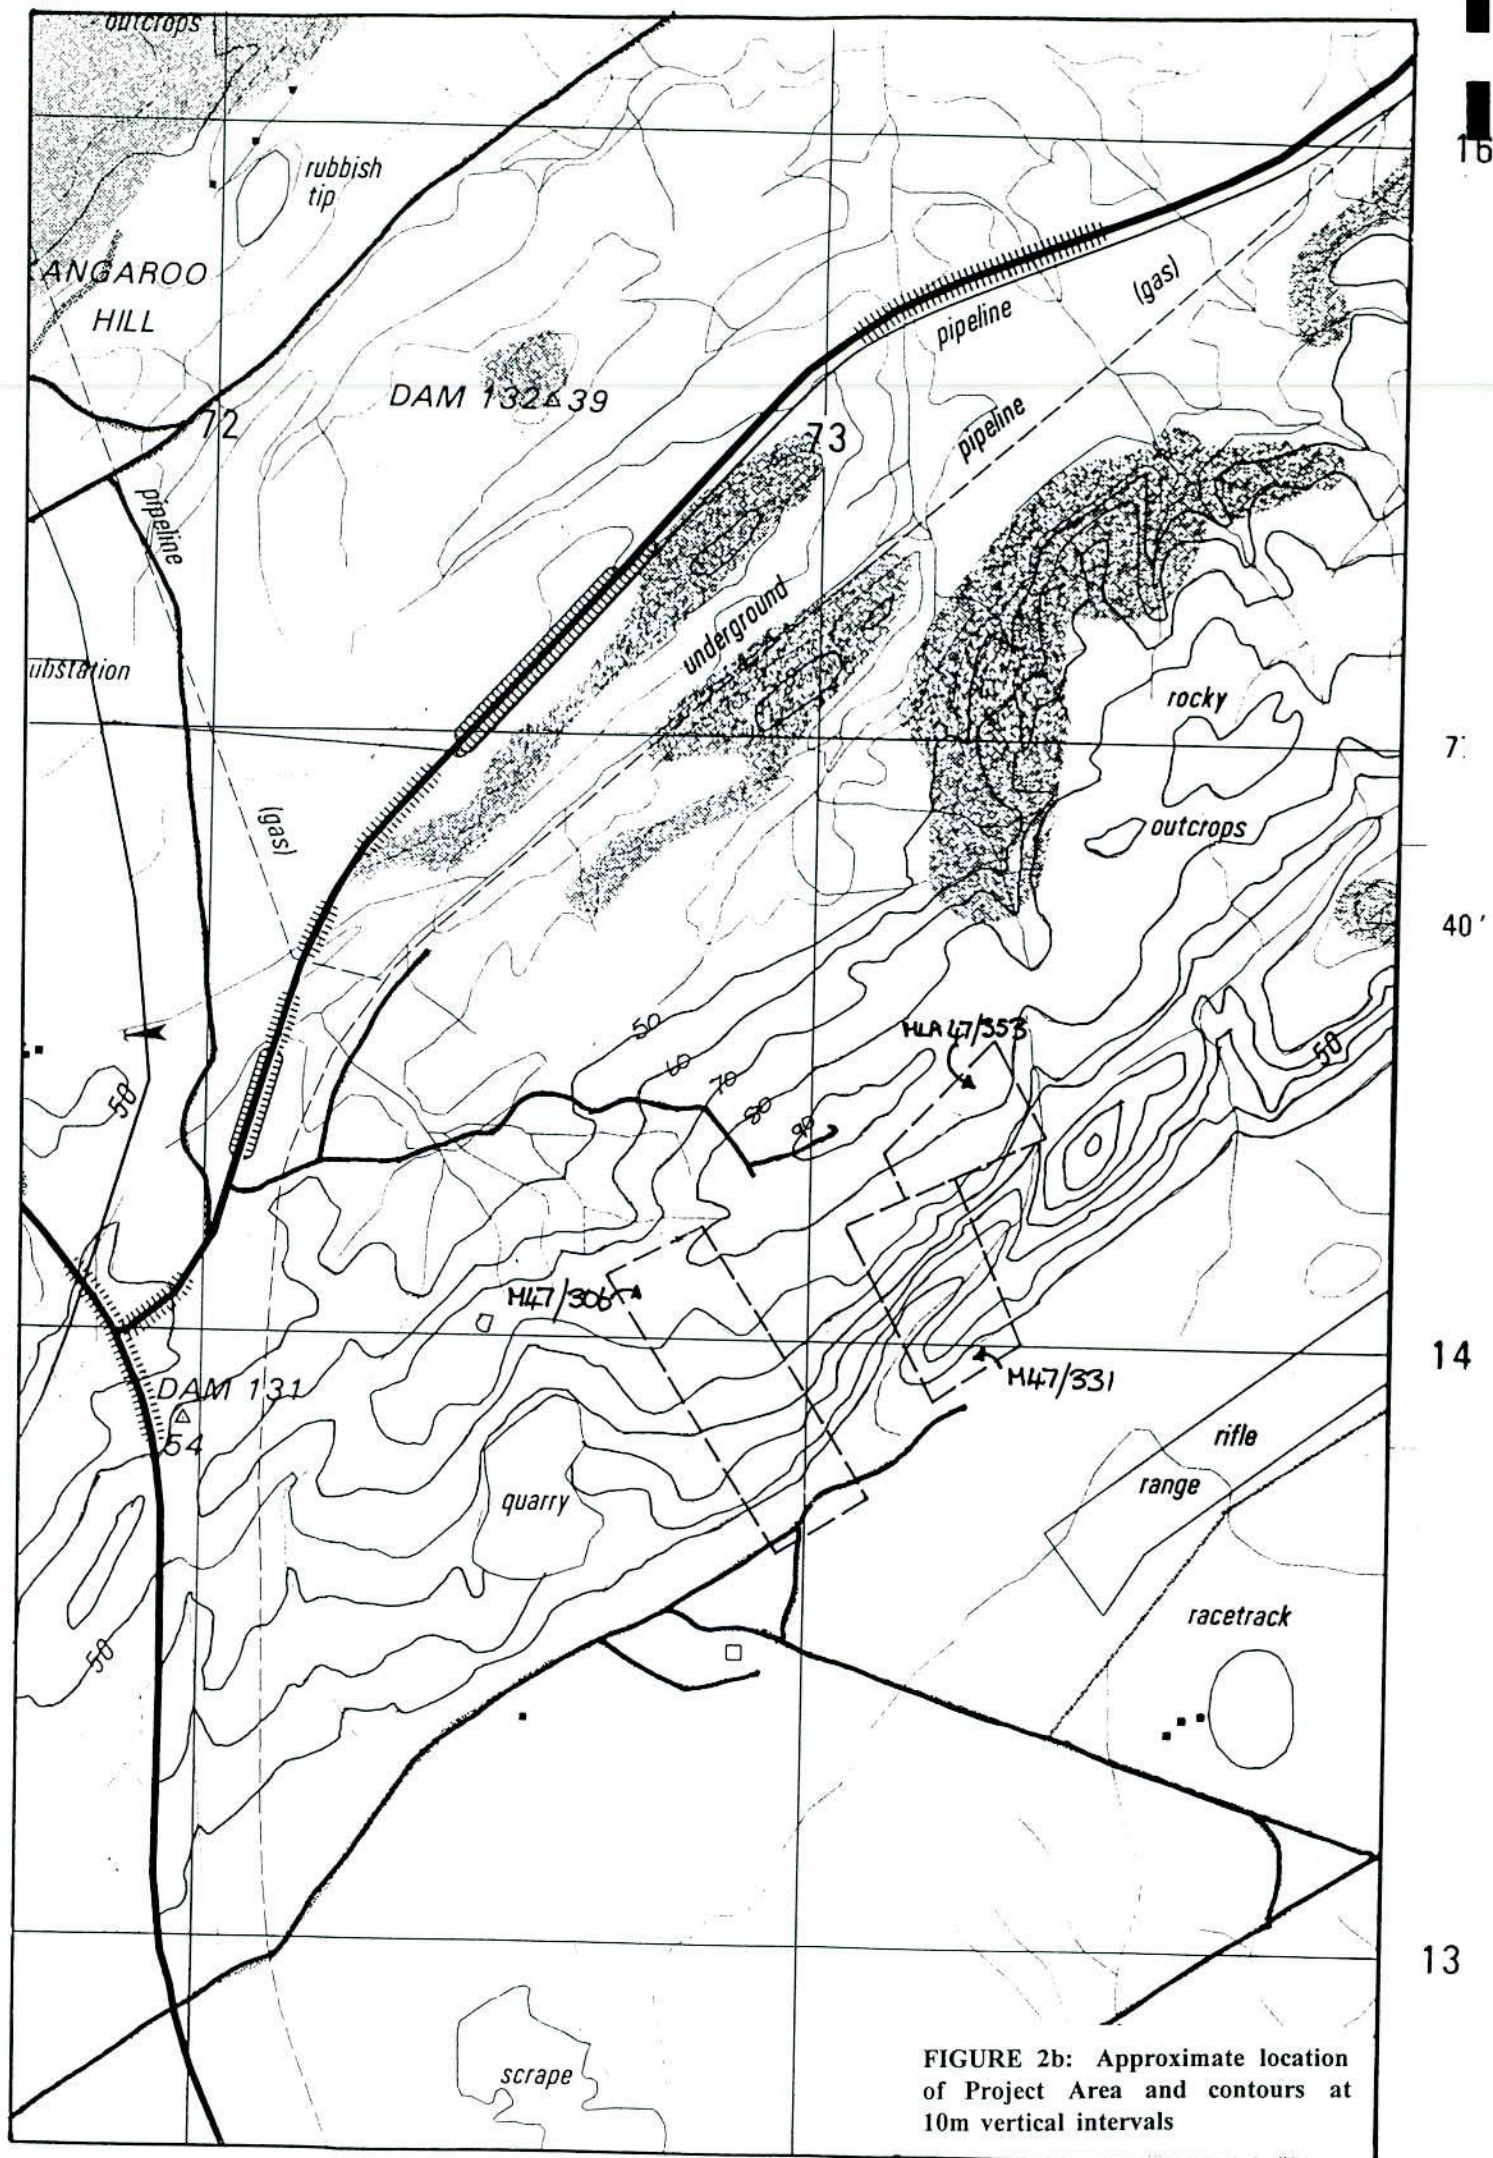 outcrops
16
rubbish
tip
ANGAROO
HILL
(gas)
pipeline
DAM 132 39
72
73
pipeline
pipeline
underground
ubstation
rocky
7
(gas)
outcrops
40'
50
MLA 47/353
50
60
70
50
80
90
M47/306
14
M47/331
DAM 131
54
rifle
range
quarry
racetrack
50
13
scrape
FIGURE 2b: Approximate location
of Project Area and contours at
10m vertical intervals